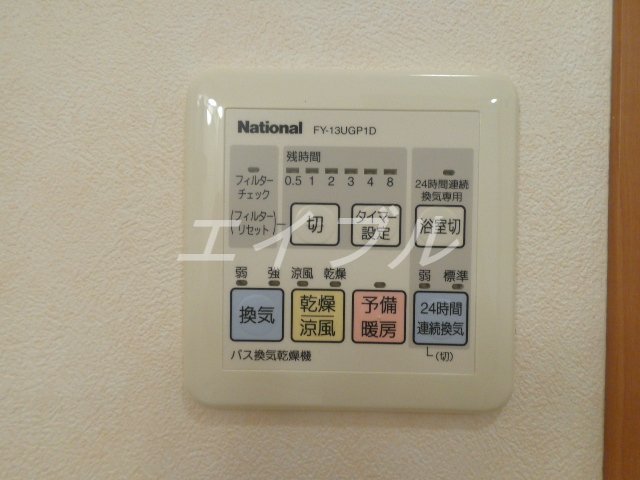 National FY-13UGP1D
残時間
0.5 1 2 3 4 8
フィルター
チェック
(フィルター
リセット)
切
タイマー
設定
24時間連続
換気専用
浴室切
エイブル
弱 強 涼風 乾燥 弱 標準
換気
乾燥
涼風
予備
暖房
24時間
連続換気
バス換気乾燥機
(切)